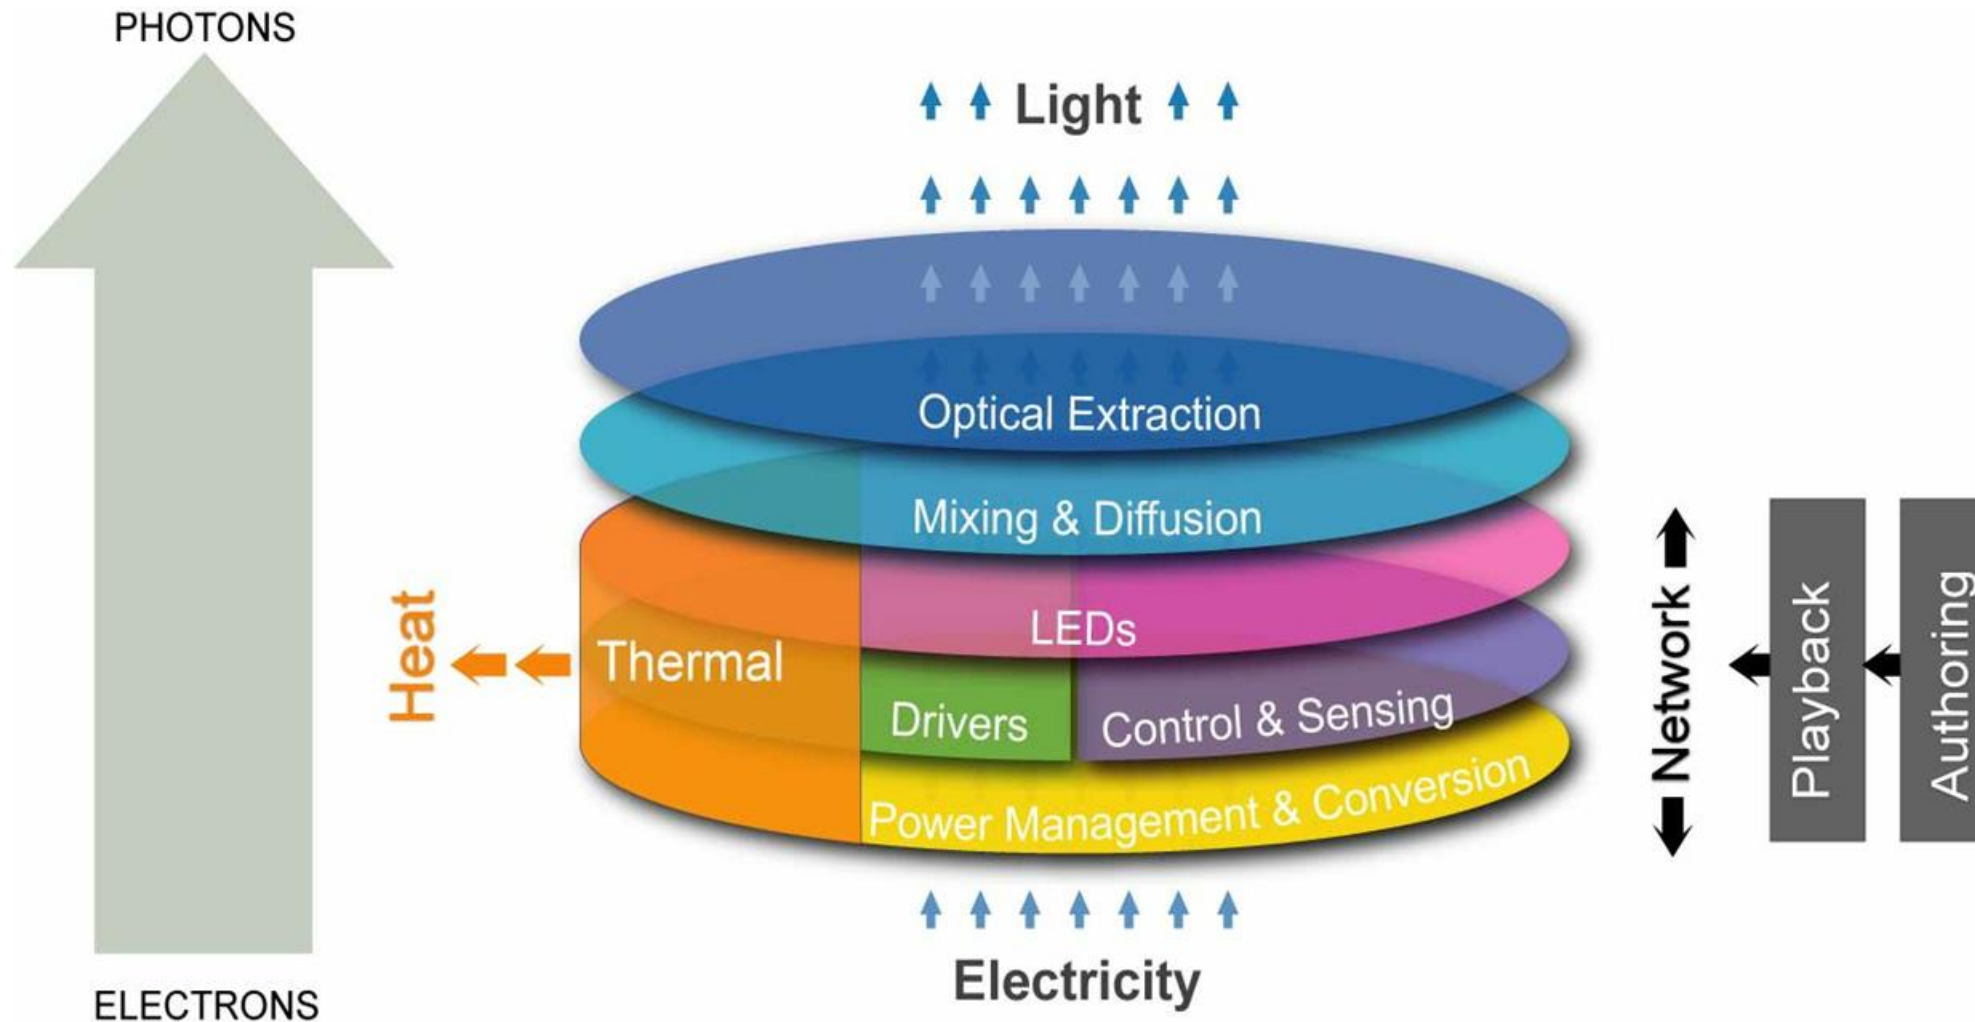 PHOTONS
Light
Optical Extraction
Mixing & Diffusion
LEDs
Heat
Thermal
Drivers
Control & Sensing
Power Management & Conversion
Network
Playback
Authoring
Electricity
ELECTRONS